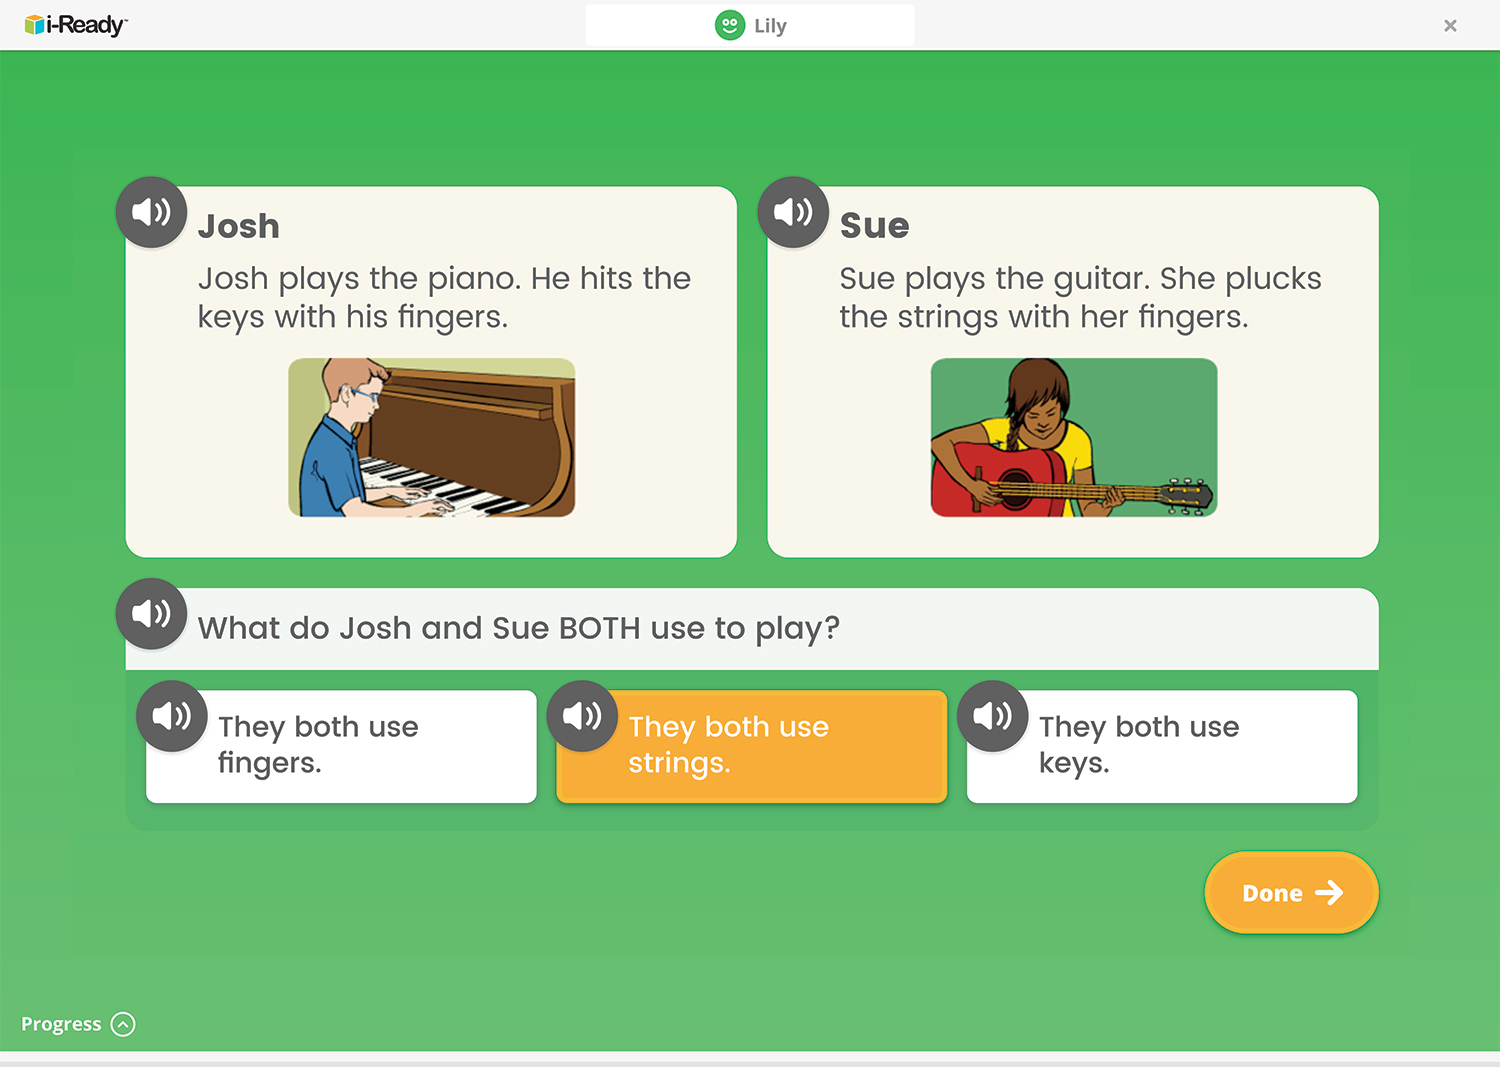 i-Ready™
Lily
Josh
Josh plays the piano. He hits the
keys with his fingers.
Sue
Sue plays the guitar. She plucks
the strings with her fingers.
What do Josh and Sue BOTH use to play?
They both use
fingers.
They both use
strings.
They both use
keys.
Done
Progress